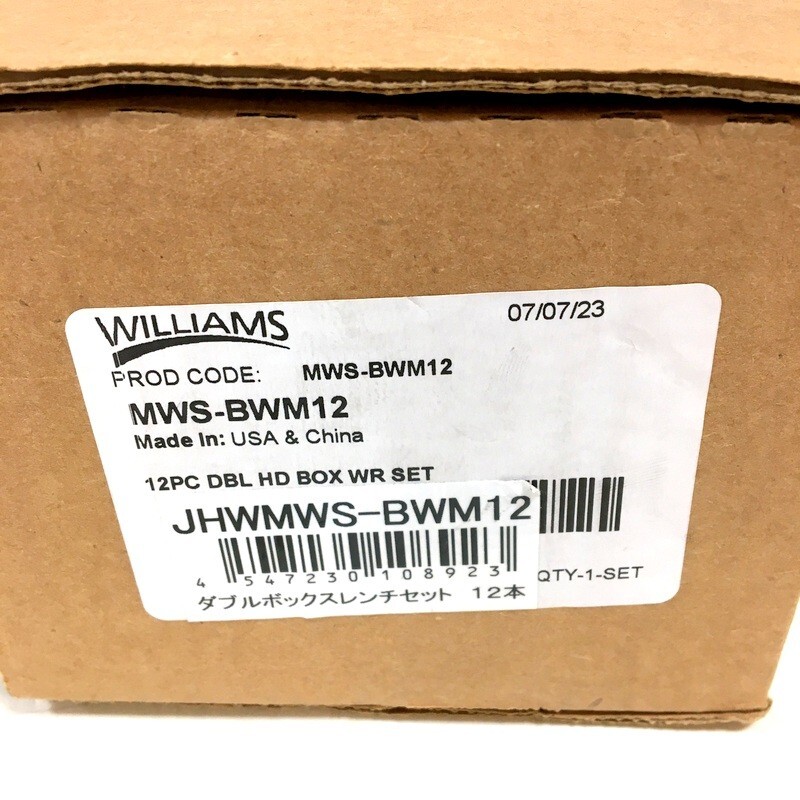 WILLIAMS
07/07/23
PROD CODE: MWS-BWM12
MWS-BWM12
Made In: USA & China
12PC DBL HD BOX WR SET
JHWMWS-BWM12
4 547230 108923
QTY-1-SET
ダブルボックスレンチセット 12本